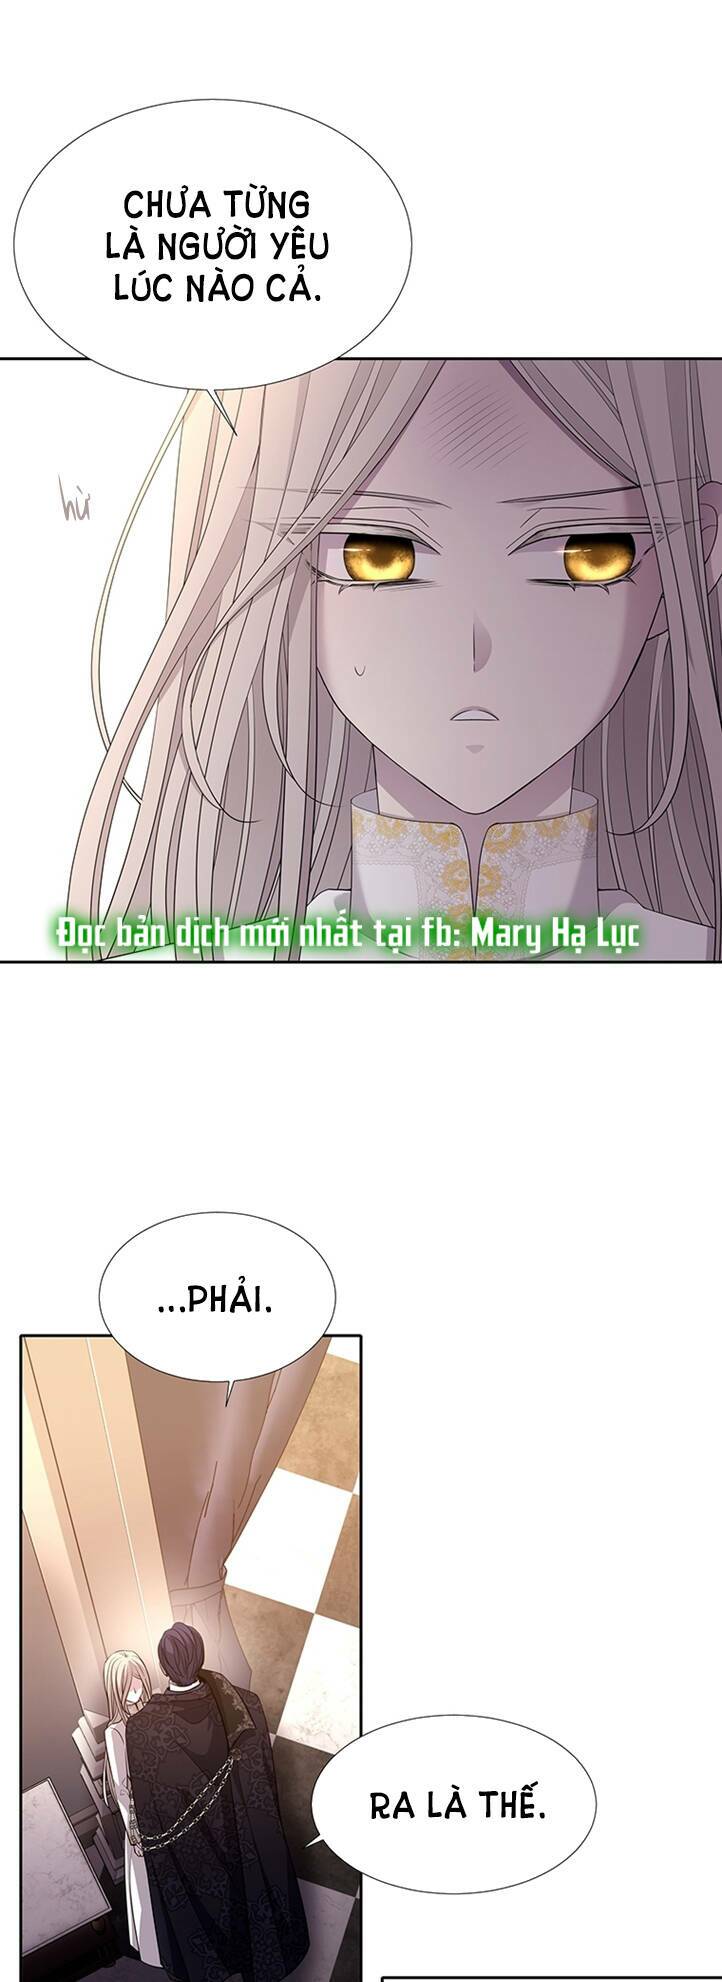 CHƯA TỪNG
LÀ NGƯỜI YÊU
LÚC NÀO CẢ.
hừ
Đọc bản dịch mới nhất tại fb: Mary Hạ Lục
...PHẢI.
RA LÀ THẾ.